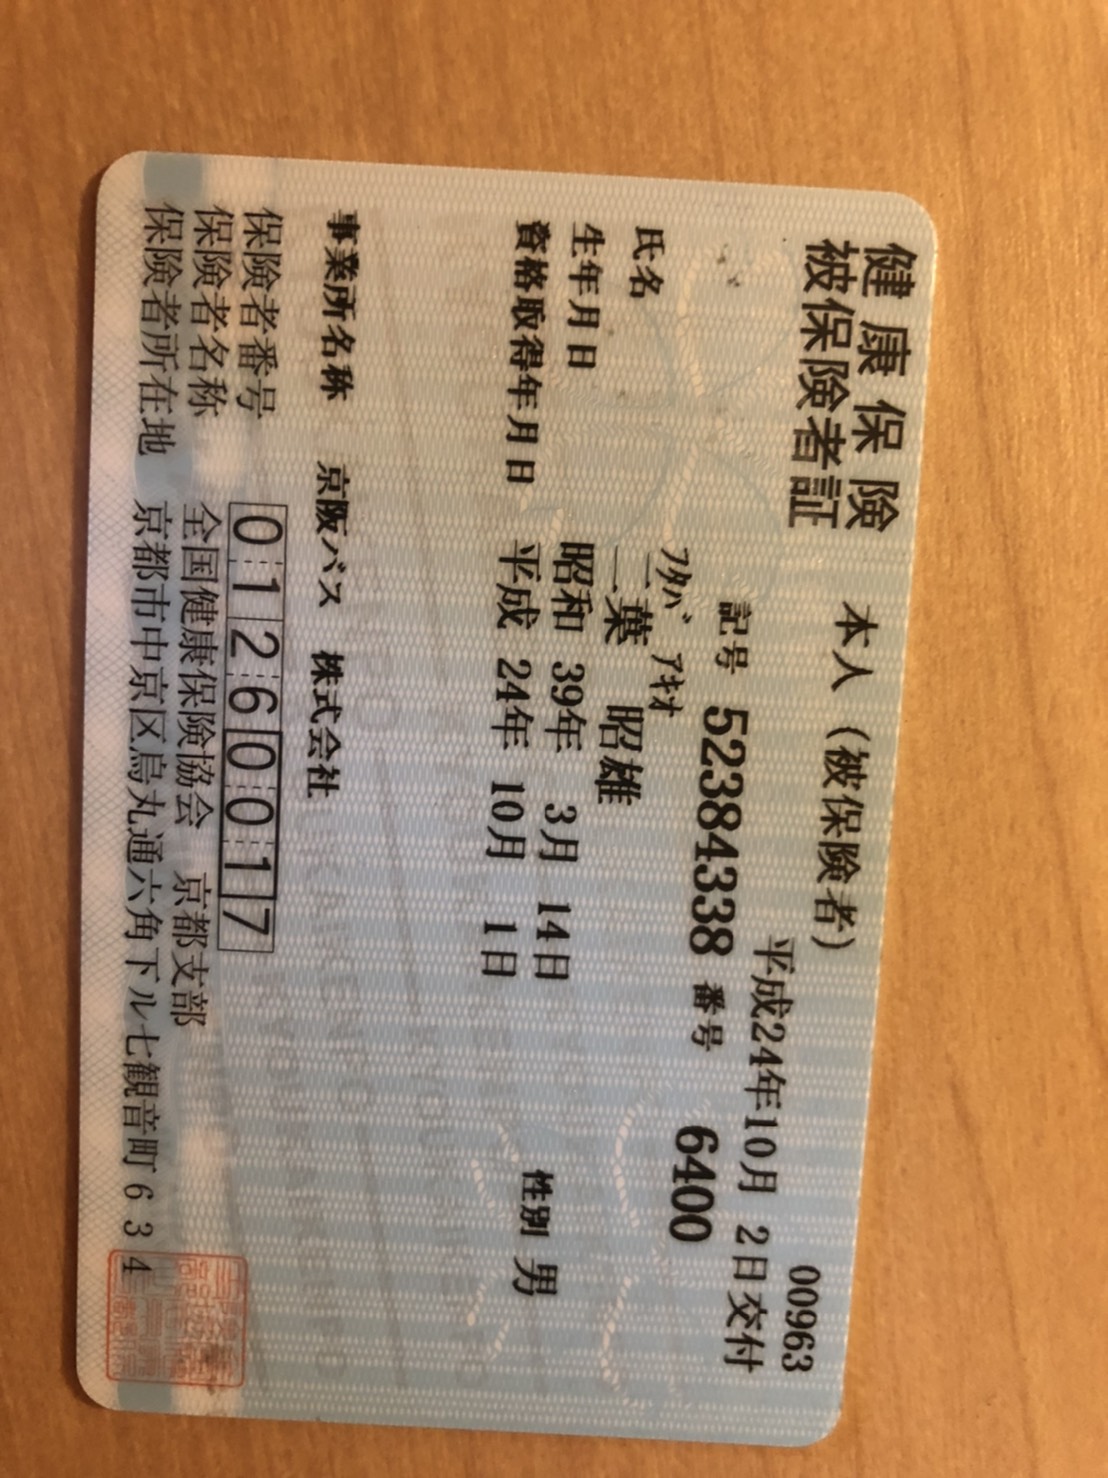 健康保険 本人（被保険者） 00963
被保険者証 平成24年10月 2日交付
記号 52384338 番号 6400
ﾌﾀﾊﾞ ｱｷｵ
氏名 二葉 昭雄
生年月日 昭和 39年 3月 14日 性別 男
資格取得年月日 平成 24年 10月 1日
事業所名称 京阪バス 株式会社
保険者番号 01260017
保険者名称 全国健康保険協会 京都支部
保険者所在地 京都市中京区烏丸通六角下ル七観音町634